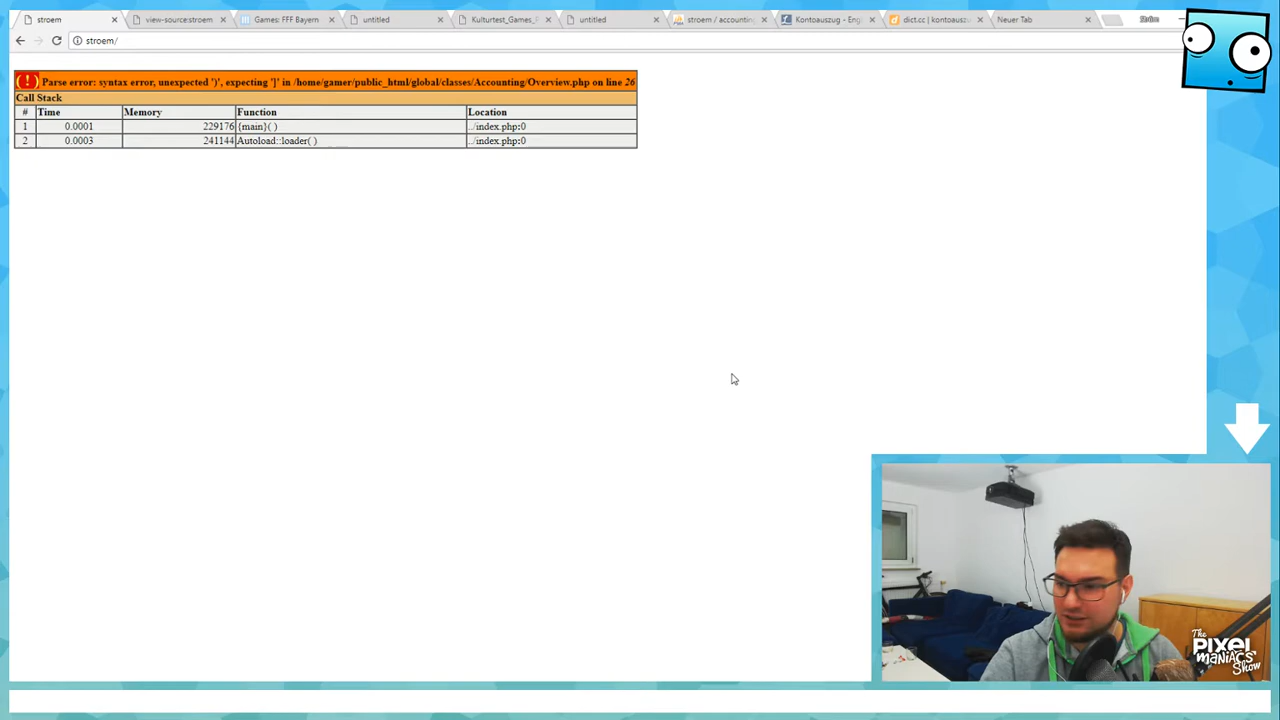 stroem
view-source:stroem
Games: FFF Bayern
untitled
Kulturtest_Games_
untitled
stroem / accounting
Kontoauszug - Eng
dict.cc | kontoausz
Neuer Tab
stroem/
( ! ) Parse error: syntax error, unexpected ')', expecting ']' in /home/gamer/public_html/global/classes/Accounting/Overview.php on line 26
Call Stack
# Time Memory Function Location
1 0.0001 229176 {main}( ) ../index.php:0
2 0.0003 241144 Autoload::loader( ) ../index.php:0
The
PIXEL
MANIACS
Show